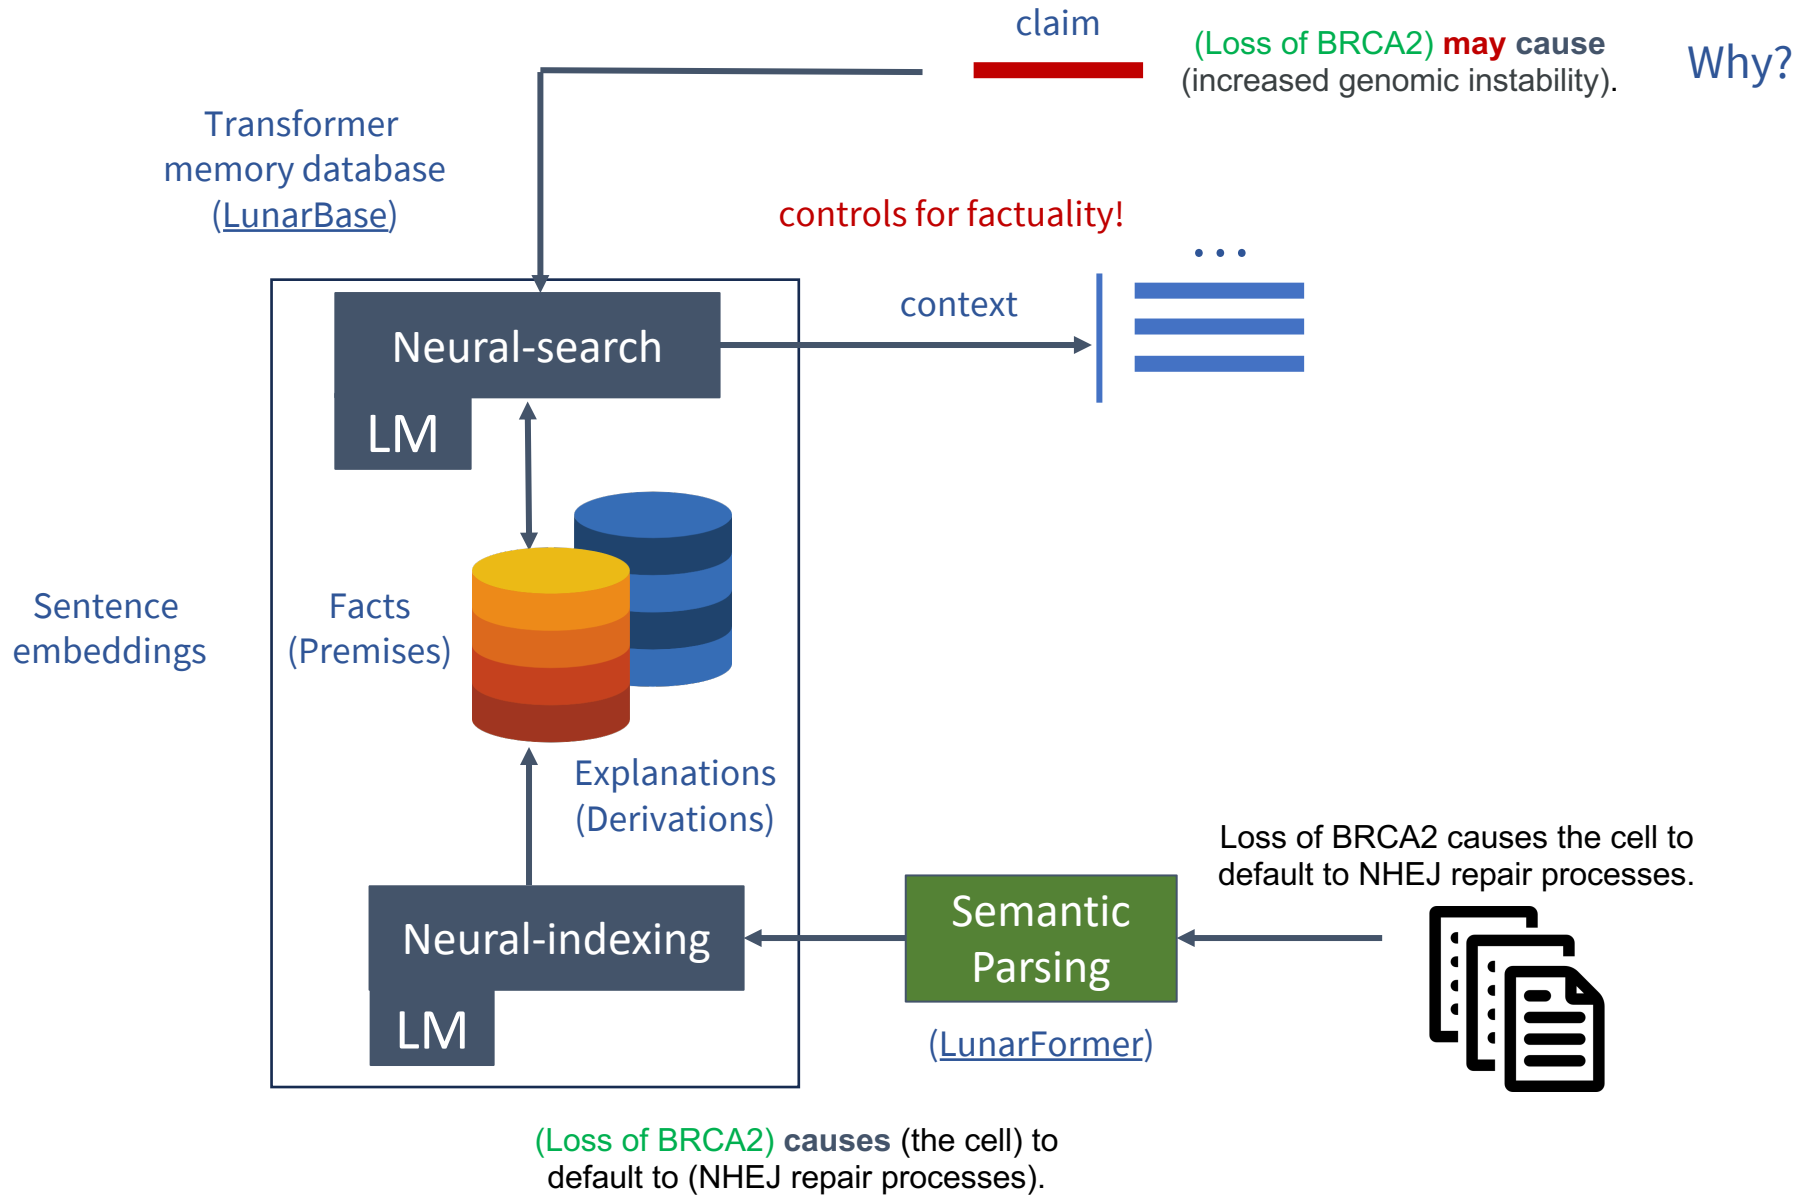 claim
(Loss of BRCA2) may cause
(increased genomic instability).
Why?
Transformer
memory database
(LunarBase)
controls for factuality!
...
context
Neural-search
LM
Sentence
embeddings
Facts
(Premises)
Explanations
(Derivations)
Loss of BRCA2 causes the cell to
default to NHEJ repair processes.
Semantic
Parsing
(LunarFormer)
Neural-indexing
LM
(Loss of BRCA2) causes (the cell) to
default to (NHEJ repair processes).